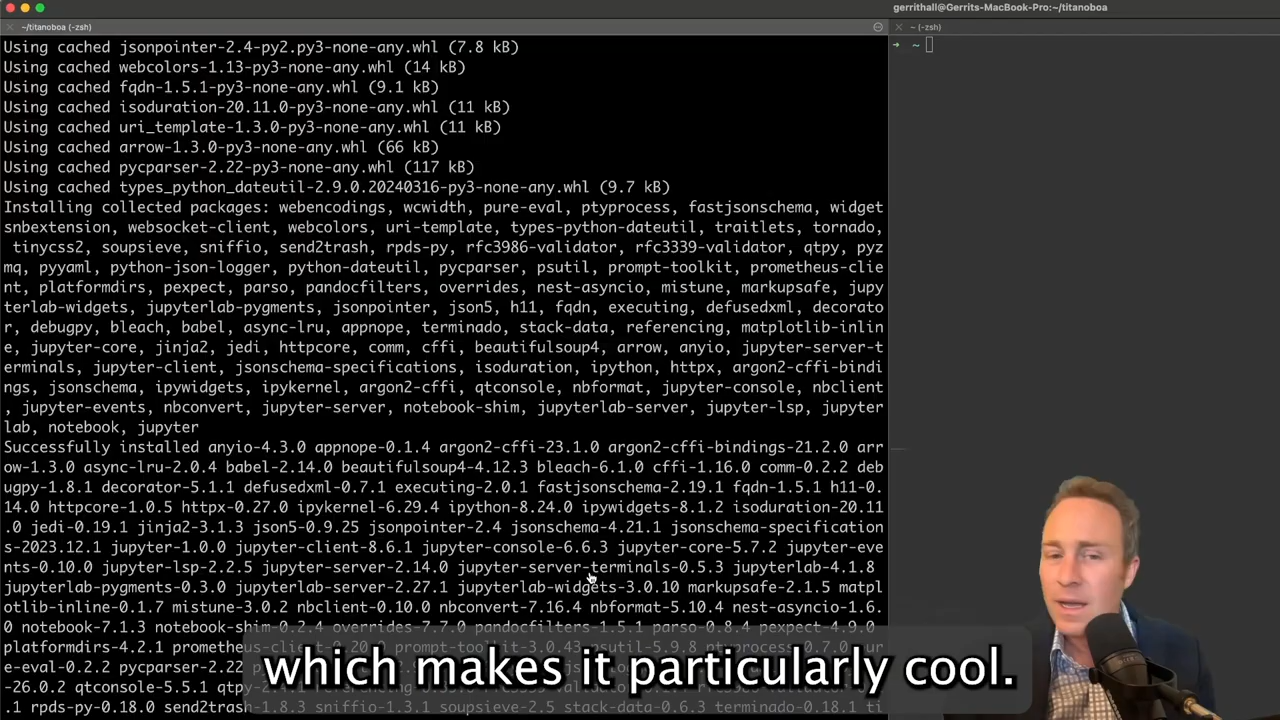 gerrithall@Gerrits-MacBook-Pro:~/titanoboa
~/titanoboa (-zsh)
~ (-zsh)
Using cached jsonpointer-2.4-py2.py3-none-any.whl (7.8 kB)
Using cached webcolors-1.13-py3-none-any.whl (14 kB)
Using cached fqdn-1.5.1-py3-none-any.whl (9.1 kB)
Using cached isoduration-20.11.0-py3-none-any.whl (11 kB)
Using cached uri_template-1.3.0-py3-none-any.whl (11 kB)
Using cached arrow-1.3.0-py3-none-any.whl (66 kB)
Using cached pycparser-2.22-py3-none-any.whl (117 kB)
Using cached types_python_dateutil-2.9.0.20240316-py3-none-any.whl (9.7 kB)
Installing collected packages: webencodings, wcwidth, pure-eval, ptyprocess, fastjsonschema, widget
snbextension, websocket-client, webcolors, uri-template, types-python-dateutil, traitlets, tornado,
tinycss2, soupsieve, sniffio, send2trash, rpds-py, rfc3986-validator, rfc3339-validator, qtpy, pyz
mq, pyyaml, python-json-logger, python-dateutil, pycparser, psutil, prompt-toolkit, prometheus-clie
nt, platformdirs, pexpect, parso, pandocfilters, overrides, nest-asyncio, mistune, markupsafe, jupy
terlab-widgets, jupyterlab-pygments, jsonpointer, json5, h11, fqdn, executing, defusedxml, decorato
r, debugpy, bleach, babel, async-lru, appnope, terminado, stack-data, referencing, matplotlib-inlin
e, jupyter-core, jinja2, jedi, httpcore, comm, cffi, beautifulsoup4, arrow, anyio, jupyter-server-t
erminals, jupyter-client, jsonschema-specifications, isoduration, ipython, httpx, argon2-cffi-bindi
ngs, jsonschema, ipywidgets, ipykernel, argon2-cffi, qtconsole, nbformat, jupyter-console, nbclient
, jupyter-events, nbconvert, jupyter-server, notebook-shim, jupyterlab-server, jupyter-lsp, jupyter
lab, notebook, jupyter
Successfully installed anyio-4.3.0 appnope-0.1.4 argon2-cffi-23.1.0 argon2-cffi-bindings-21.2.0 arr
ow-1.3.0 async-lru-2.0.4 babel-2.14.0 beautifulsoup4-4.12.3 bleach-6.1.0 cffi-1.16.0 comm-0.2.2 deb
ugpy-1.8.1 decorator-5.1.1 defusedxml-0.7.1 executing-2.0.1 fastjsonschema-2.19.1 fqdn-1.5.1 h11-0.
14.0 httpcore-1.0.5 httpx-0.27.0 ipykernel-6.29.4 ipython-8.24.0 ipywidgets-8.1.2 isoduration-20.11
.0 jedi-0.19.1 jinja2-3.1.3 json5-0.9.25 jsonpointer-2.4 jsonschema-4.21.1 jsonschema-specification
s-2023.12.1 jupyter-1.0.0 jupyter-client-8.6.1 jupyter-console-6.6.3 jupyter-core-5.7.2 jupyter-eve
nts-0.10.0 jupyter-lsp-2.2.5 jupyter-server-2.14.0 jupyter-server-terminals-0.5.3 jupyterlab-4.1.8
jupyterlab-pygments-0.3.0 jupyterlab-server-2.27.1 jupyterlab-widgets-3.0.10 markupsafe-2.1.5 matpl
otlib-inline-0.1.7 mistune-3.0.2 nbclient-0.10.0 nbconvert-7.16.4 nbformat-5.10.4 nest-asyncio-1.6.
0 notebook-7.1.3 notebook-shim-0.2.4 overrides-7.7.0 pandocfilters-1.5.1 parso-0.8.4 pexpect-4.9.0
platformdirs-4.2.1 prometheus-
e-eval-0.2.2 pycparser-2.22
-26.0.2 qtconsole-5.5.1 qtpy-
.1 rpds-py-0.18.0 send2trash-1.8.3 sniffio-1.3.1 soupsieve-2.5 stack-data-0.6.3 terminado-0.18.1 ti
~
which makes it particularly cool.